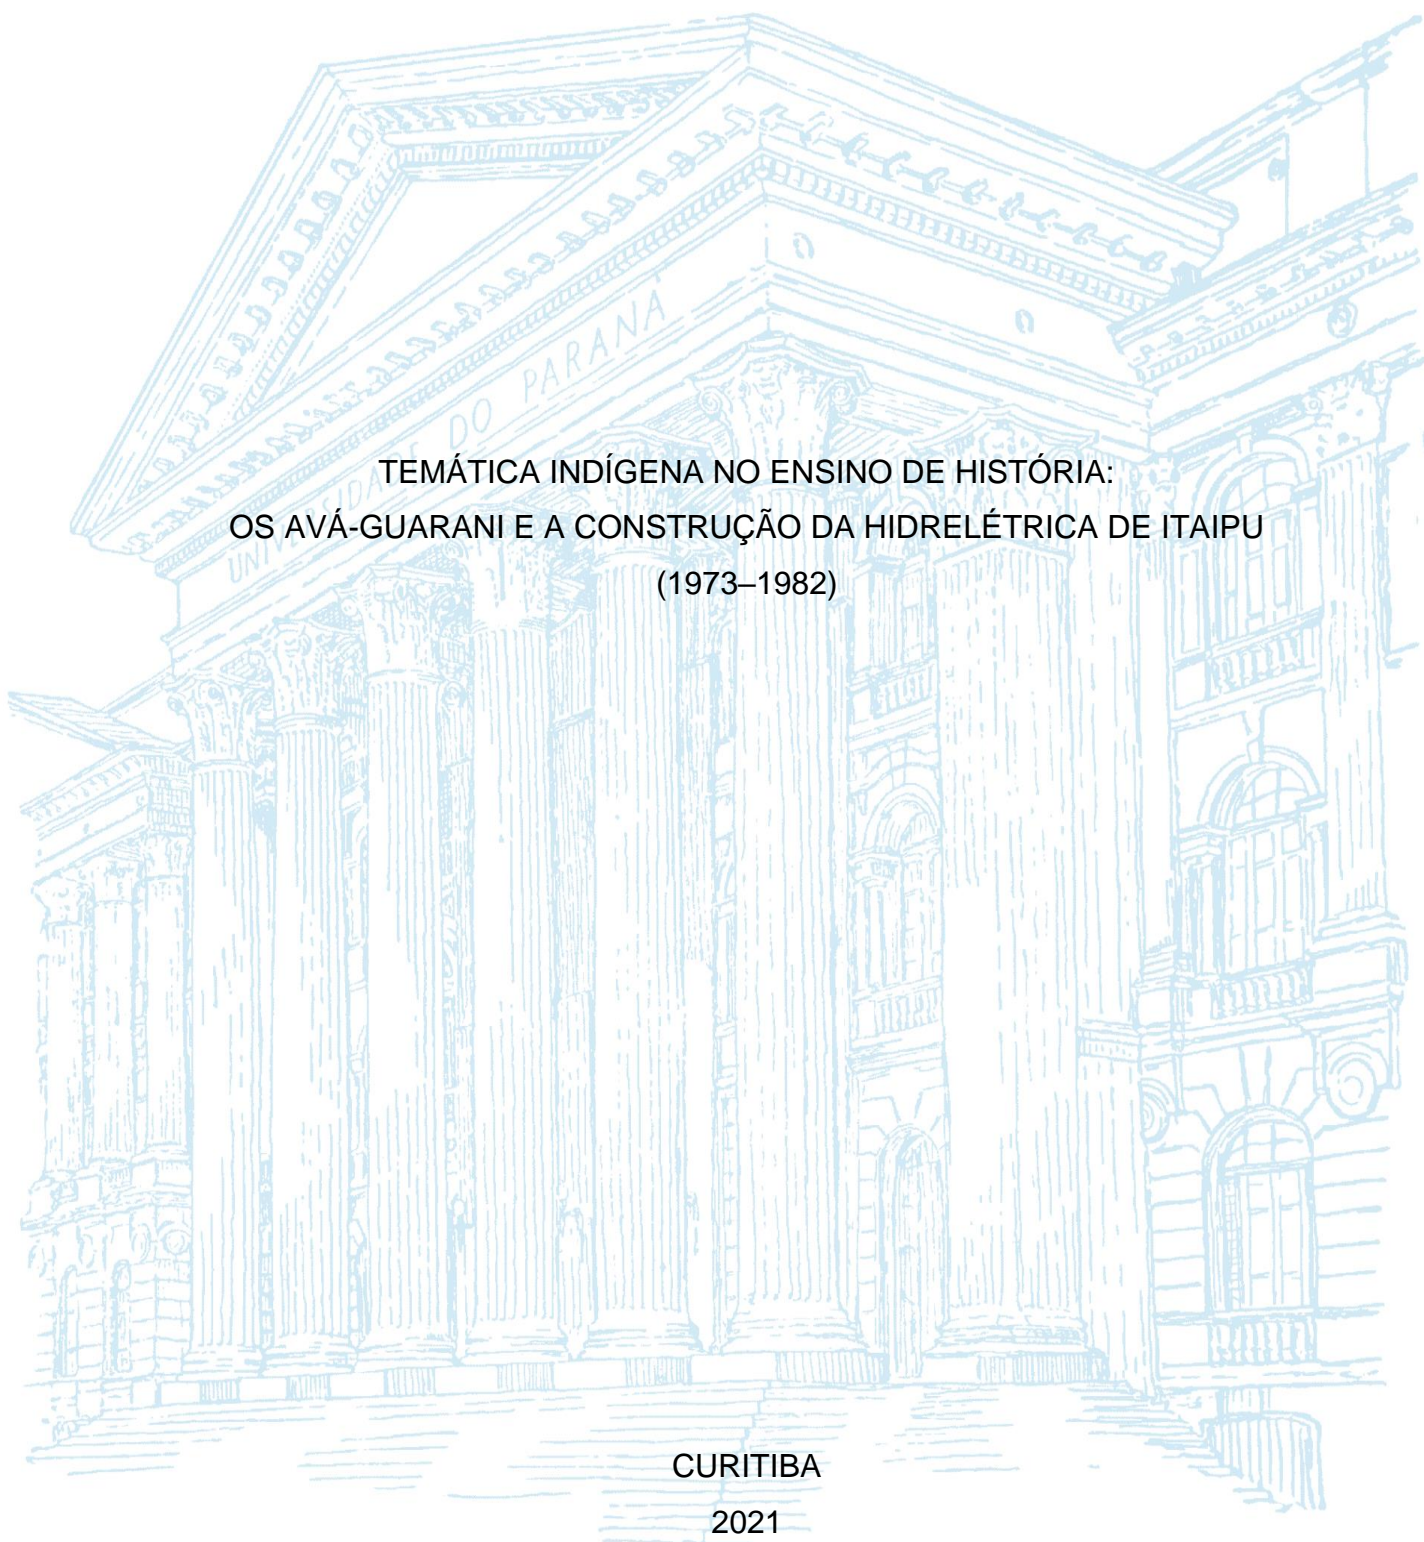 UNIVERSIDADE DO PARANÁ
TEMÁTICA INDÍGENA NO ENSINO DE HISTÓRIA:
OS AVÁ-GUARANI E A CONSTRUÇÃO DA HIDRELÉTRICA DE ITAIPU
(1973–1982)
CURITIBA
2021